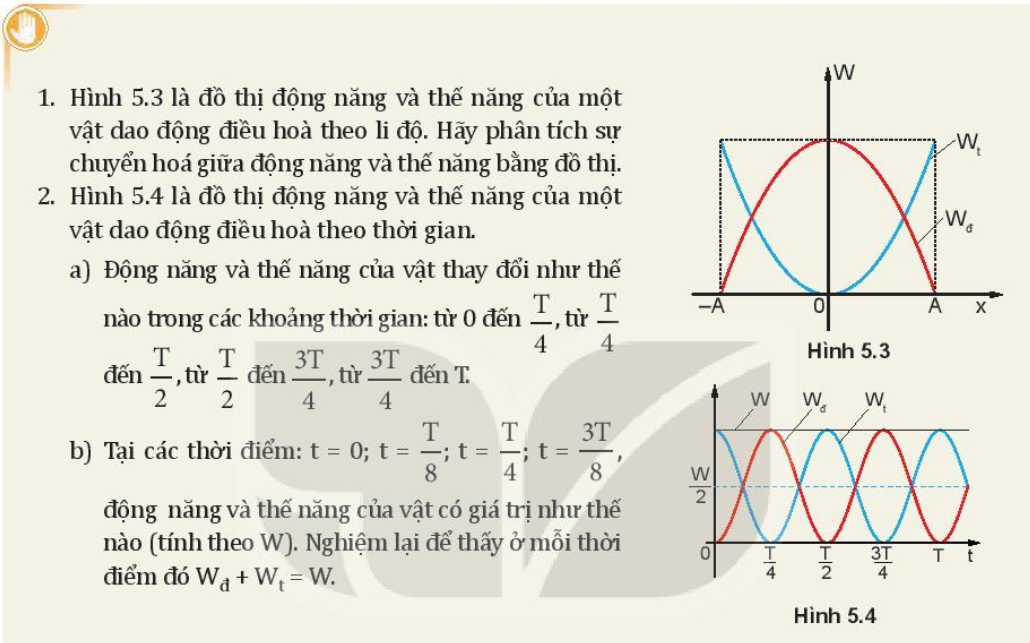 1. Hình 5.3 là đồ thị động năng và thế năng của một
vật dao động điều hoà theo li độ. Hãy phân tích sự
chuyển hoá giữa động năng và thế năng bằng đồ thị.
2. Hình 5.4 là đồ thị động năng và thế năng của một
vật dao động điều hoà theo thời gian.
a) Động năng và thế năng của vật thay đổi như thế
nào trong các khoảng thời gian: từ 0 đến T/4, từ T/4
đến T/2, từ T/2 đến 3T/4, từ 3T/4 đến T.
b) Tại các thời điểm: t = 0; t = T/8; t = T/4; t = 3T/8,
động năng và thế năng của vật có giá trị như thế
nào (tính theo W). Nghiệm lại để thấy ở mỗi thời
điểm đó Wđ + Wt = W.
W
Wt
Wđ
–A 0 A x
Hình 5.3
W Wđ Wt
W/2
0 T/4 T/2 3T/4 T t
Hình 5.4